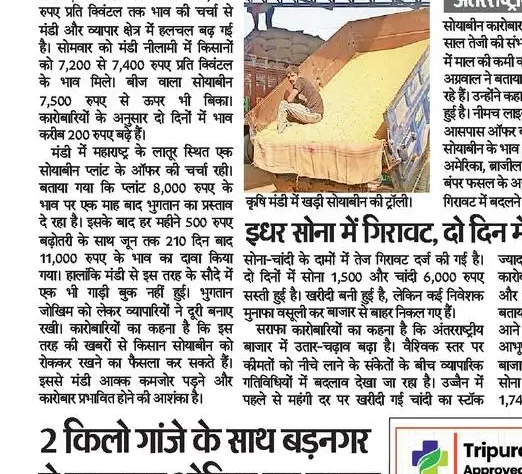 रुपए प्रति क्विंटल तक भाव की चर्चा से
मंडी और व्यापार क्षेत्र में हलचल बढ़ गई
है। सोमवार को मंडी नीलामी में किसानों
को 7,200 से 7,400 रुपए प्रति क्विंटल
के भाव मिले। बीज वाला सोयाबीन
7,500 रुपए से ऊपर भी बिका।
कारोबारियों के अनुसार दो दिनों में भाव
करीब 200 रुपए बढ़े हैं।
मंडी में महाराष्ट्र के लातूर स्थित एक
सोयाबीन प्लांट के ऑफर की चर्चा रही।
बताया गया कि प्लांट 8,000 रुपए के
भाव पर एक माह बाद भुगतान का प्रस्ताव
दे रहा है। इसके बाद हर महीने 500 रुपए
बढ़ोतरी के साथ जून तक 210 दिन बाद
11,000 रुपए के भाव का दावा किया
गया। हालांकि मंडी से इस तरह के सौदे में
एक भी गाड़ी बुक नहीं हुई। भुगतान
जोखिम को लेकर व्यापारियों ने दूरी बनाए
रखी। कारोबारियों का कहना है कि इस
तरह की खबरों से किसान सोयाबीन को
रोककर रखने का फैसला कर सकते हैं।
इससे मंडी आवक कमजोर पड़ने और
कारोबार प्रभावित होने की आशंका है।
कृषि मंडी में खड़ी सोयाबीन की ट्रॉली।
सोयाबीन कारोबार
साल तेजी की
में माल की कमी
अग्रवाल ने बताया
रहे हैं। उन्होंने कहा
हुई है। नीमच
आसपास ऑफर
सोयाबीन के भाव
अमेरिका, ब्राजील
बंपर फसल के
गिरावट में बदलने
इधर सोना में गिरावट, दो दिन में
सोना-चांदी के दामों में तेज गिरावट दर्ज की गई है।
दो दिनों में सोना 1,500 और चांदी 6,000 रुपए
सस्ती हुई है। खरीदी बनी हुई है, लेकिन कई निवेशक
मुनाफा वसूली कर बाजार से बाहर निकल गए हैं।
सराफा कारोबारियों का कहना है कि अंतरराष्ट्रीय
बाजार में उतार-चढ़ाव बढ़ा है। वैश्विक स्तर पर
कीमतों को नीचे लाने के संकेतों के बीच व्यापारिक
गतिविधियों में बदलाव देखा जा रहा है। उज्जैन में
पहले से महंगी दर पर खरीदी गई चांदी का स्टॉक
और
आने
सोना
1,74
2 किलो गांजे के साथ बड़नगर
Tripura
Approved